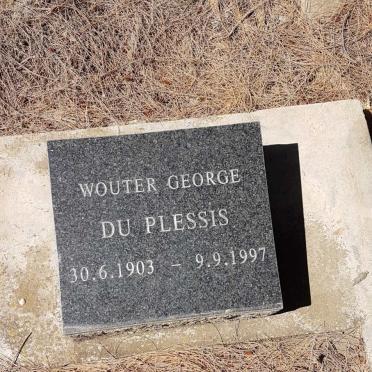 WOUTER GEORGE
DU PLESSIS
30.6.1903 – 9.9.1997